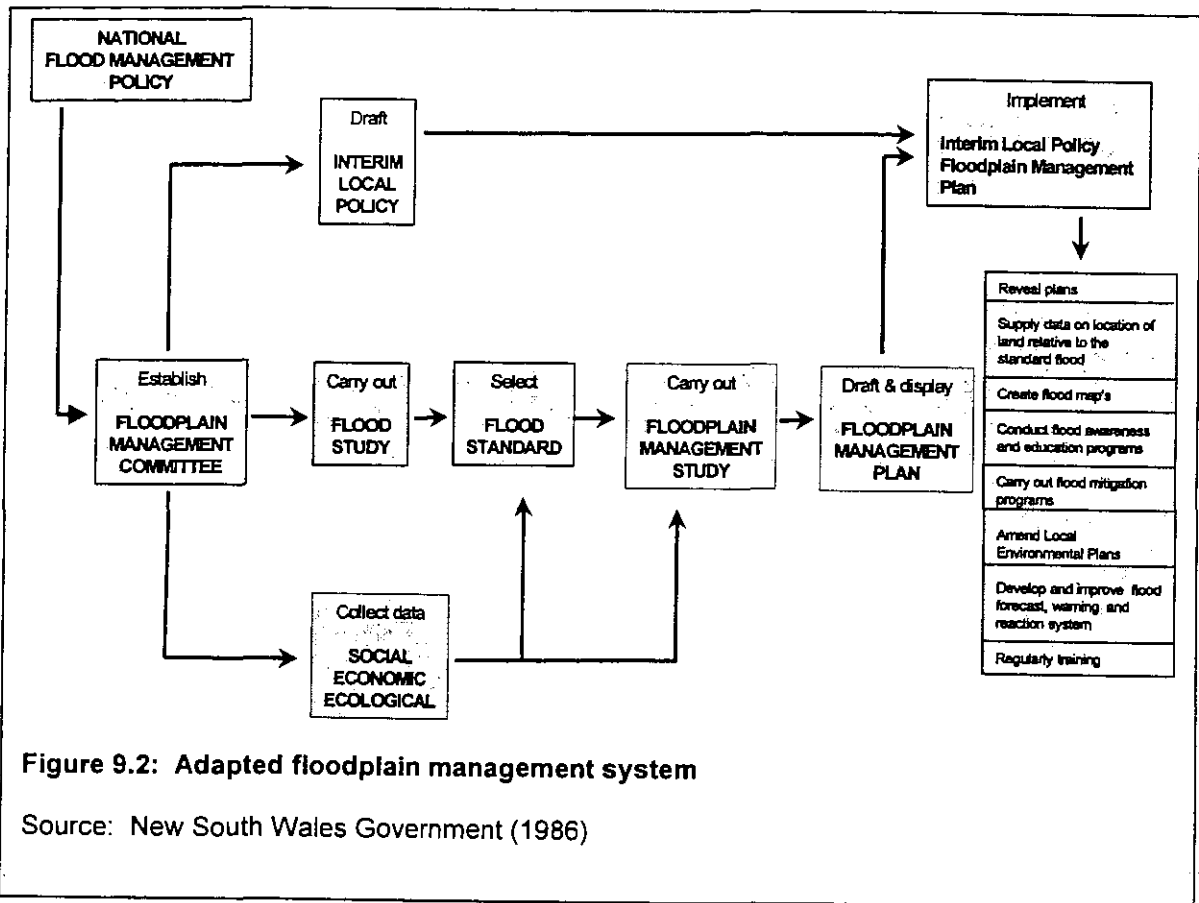 NATIONAL
FLOOD MANAGEMENT
POLICY
Draft
INTERIM
LOCAL
POLICY
Implement
Interim Local Policy
Floodplain Management
Plan
Establish
FLOODPLAIN
MANAGEMENT
COMMITTEE
Carry out
FLOOD
STUDY
Select
FLOOD
STANDARD
Carry out
FLOODPLAIN
MANAGEMENT
STUDY
Draft & display
FLOODPLAIN
MANAGEMENT
PLAN
Reveal plans
Supply data on location of
land relative to the
standard flood
Create flood map's
Conduct flood awareness
and education programs
Carry out flood mitigation
programs
Amend Local
Environmental Plans
Develop and improve flood
forecast, warning and
reaction system
Regularly training
Collect data
SOCIAL
ECONOMIC
ECOLOGICAL
Figure 9.2: Adapted floodplain management system
Source: New South Wales Government (1986)